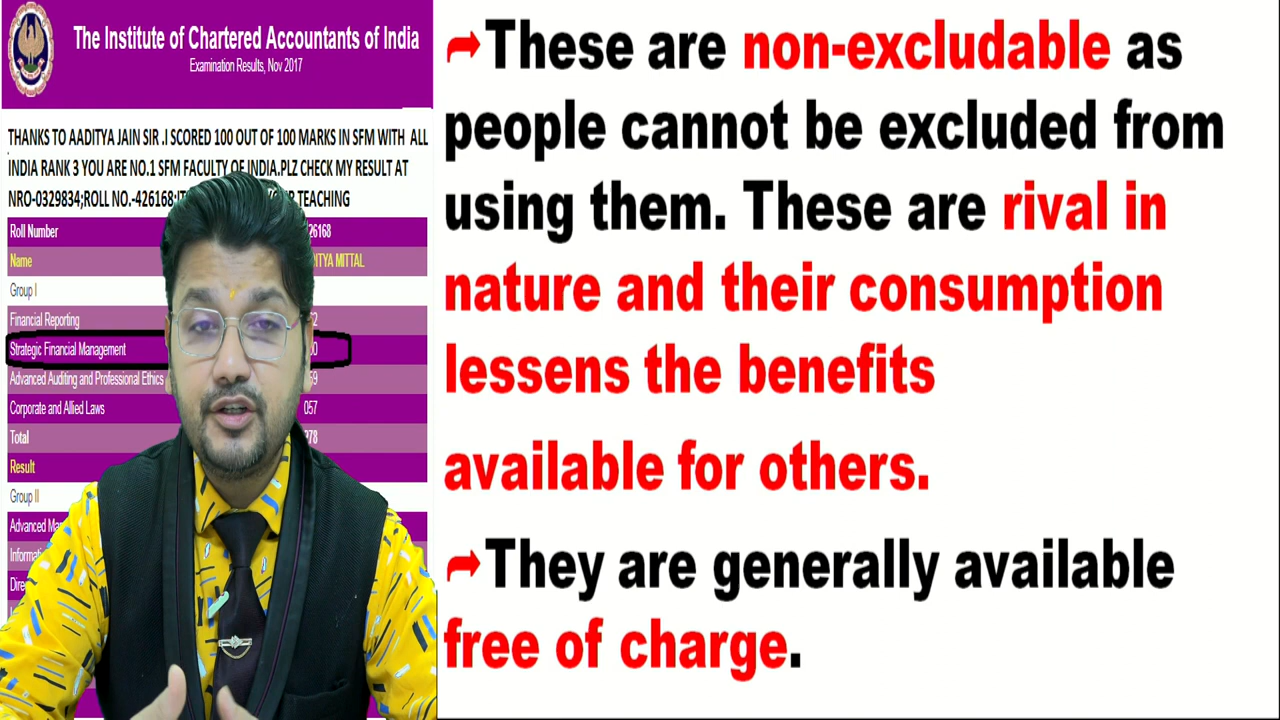 The Institute of Chartered Accountants of India
Examination Results, Nov 2017
THANKS TO AADITYA JAIN SIR .I SCORED 100 OUT OF 100 MARKS IN SFM WITH ALL
INDIA RANK 3 YOU ARE NO.1 SFM FACULTY OF INDIA.PLZ CHECK MY RESULT AT
NRO-0329834;ROLL NO.-426168; TEACHING
Roll Number 26168
Name MITTAL
Group I
Financial Reporting
Strategic Financial Management
Advanced Auditing and Professional Ethics
Corporate and Allied Laws 057
Total
Result
Group II
Advanced
➦These are non-excludable as
people cannot be excluded from
using them. These are rival in
nature and their consumption
lessens the benefits
available for others.
➦They are generally available
free of charge.